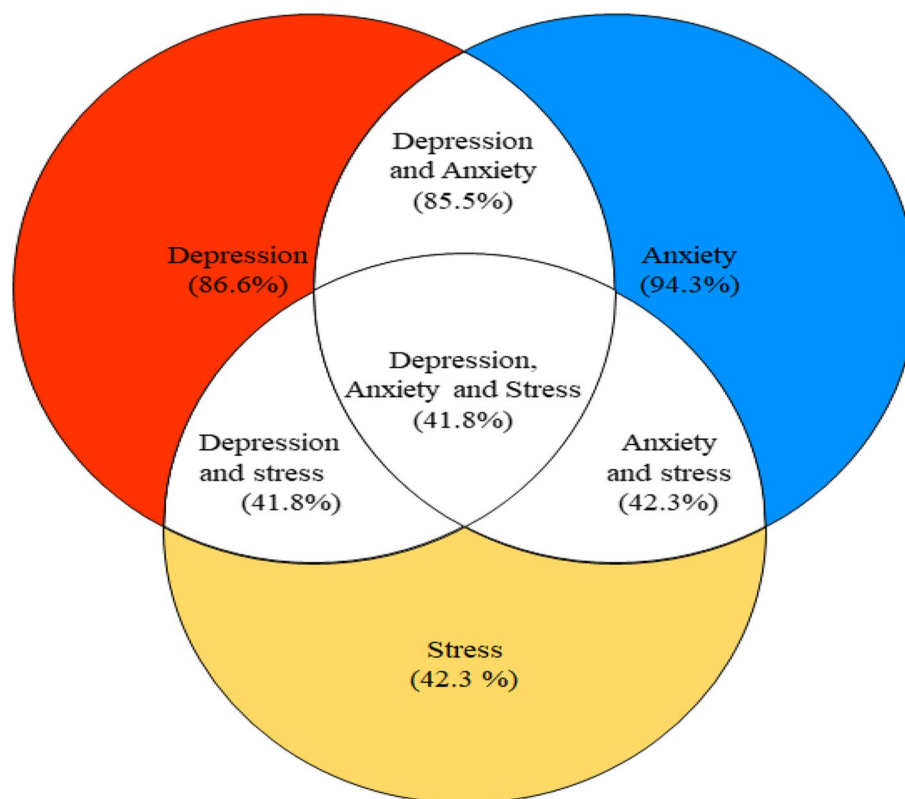 Depression
and Anxiety
(85.5%)
Depression
(86.6%)
Anxiety
(94.3%)
Depression,
Anxiety and Stress
(41.8%)
Depression
and stress
(41.8%)
Anxiety
and stress
(42.3%)
Stress
(42.3 %)